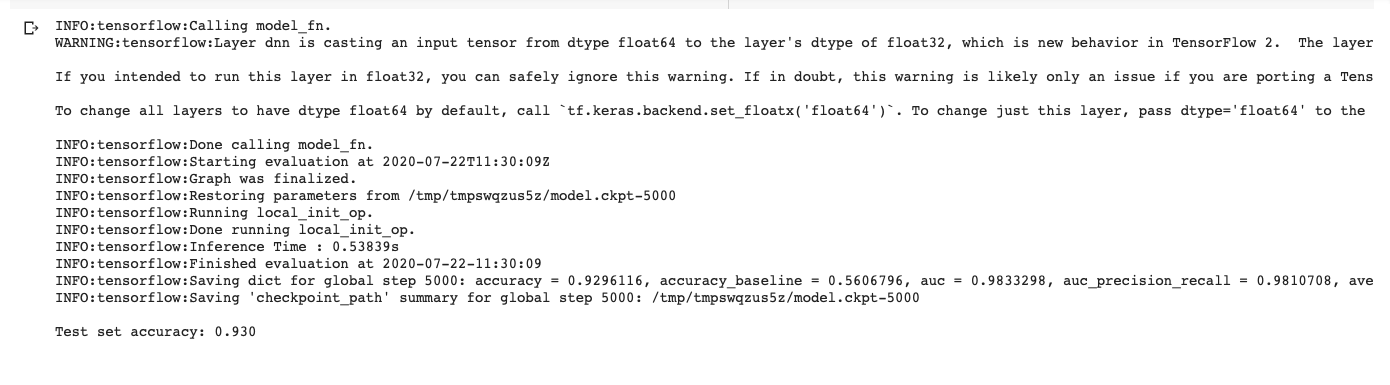 INFO:tensorflow:Calling model_fn.
WARNING:tensorflow:Layer dnn is casting an input tensor from dtype float64 to the layer's dtype of float32, which is new behavior in TensorFlow 2.  The layer
If you intended to run this layer in float32, you can safely ignore this warning. If in doubt, this warning is likely only an issue if you are porting a Tens
To change all layers to have dtype float64 by default, call `tf.keras.backend.set_floatx('float64')`. To change just this layer, pass dtype='float64' to the
INFO:tensorflow:Done calling model_fn.
INFO:tensorflow:Starting evaluation at 2020-07-22T11:30:09Z
INFO:tensorflow:Graph was finalized.
INFO:tensorflow:Restoring parameters from /tmp/tmpswqzus5z/model.ckpt-5000
INFO:tensorflow:Running local_init_op.
INFO:tensorflow:Done running local_init_op.
INFO:tensorflow:Inference Time : 0.53839s
INFO:tensorflow:Finished evaluation at 2020-07-22-11:30:09
INFO:tensorflow:Saving dict for global step 5000: accuracy = 0.9296116, accuracy_baseline = 0.5606796, auc = 0.9833298, auc_precision_recall = 0.9810708, ave
INFO:tensorflow:Saving 'checkpoint_path' summary for global step 5000: /tmp/tmpswqzus5z/model.ckpt-5000
Test set accuracy: 0.930